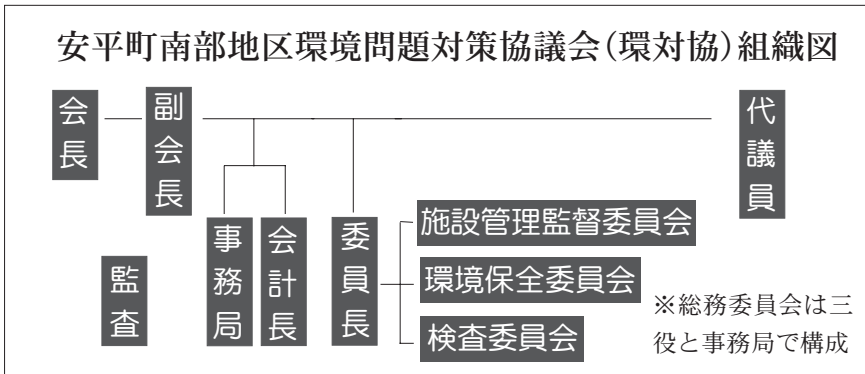 安平町南部地区環境問題対策協議会(環対協)組織図
会長
副会長
代議員
監査
事務局
会計長
委員長
施設管理監督委員会
環境保全委員会
検査委員会
※総務委員会は三
役と事務局で構成